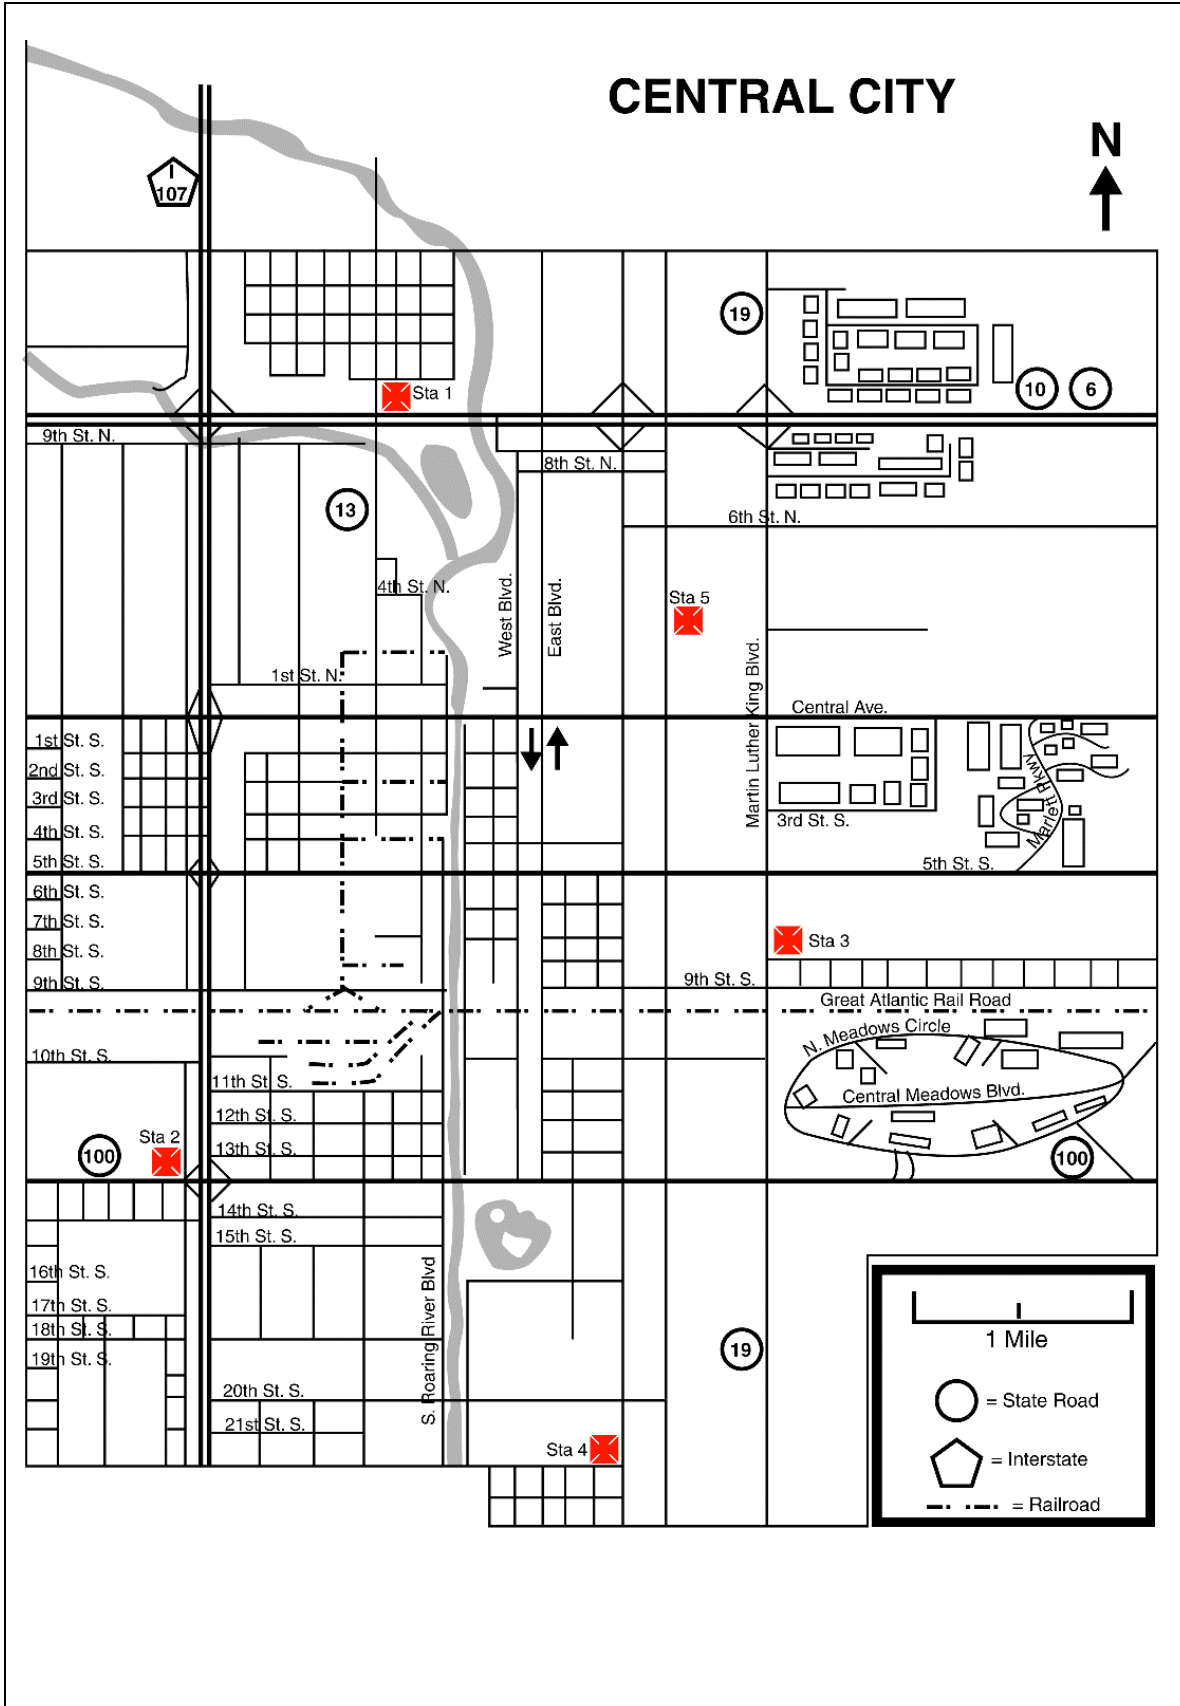 CENTRAL CITY
N
I
107
19
Sta 1
10
6
9th St. N.
8th St. N.
13
6th St. N.
4th St. N.
Sta 5
West Blvd.
East Blvd.
Martin Luther King Blvd.
1st St. N.
Central Ave.
1st St. S.
2nd St. S.
3rd St. S.
4th St. S.
5th St. S.
Marlett Pkwy
3rd St. S.
5th St. S.
6th St. S.
7th St. S.
8th St. S.
9th St. S.
Sta 3
9th St. S.
Great Atlantic Rail Road
N. Meadows Circle
10th St. S.
11th St. S.
Central Meadows Blvd.
12th St. S.
Sta 2
13th St. S.
100
100
14th St. S.
15th St. S.
S. Roaring River Blvd
16th St. S.
17th St. S.
18th St. S.
19th St. S.
19
20th St. S.
21st St. S.
Sta 4
1 Mile
= State Road
= Interstate
= Railroad